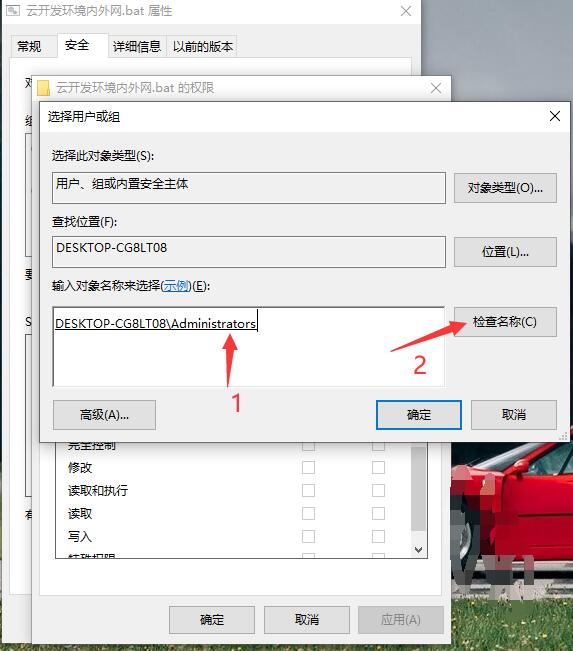 云开发环境内外网.bat 属性
常规 安全 详细信息 以前的版本
云开发环境内外网.bat 的权限
选择用户或组
选择此对象类型(S):
用户、组或内置安全主体 对象类型(O)...
查找位置(F):
DESKTOP-CG8LT08 位置(L)...
输入对象名称来选择(示例)(E):
DESKTOP-CG8LT08\Administrators 检查名称(C)
1 2
高级(A)... 确定 取消
完全控制
修改
读取和执行
读取
写入
特殊权限
确定 取消 应用(A)